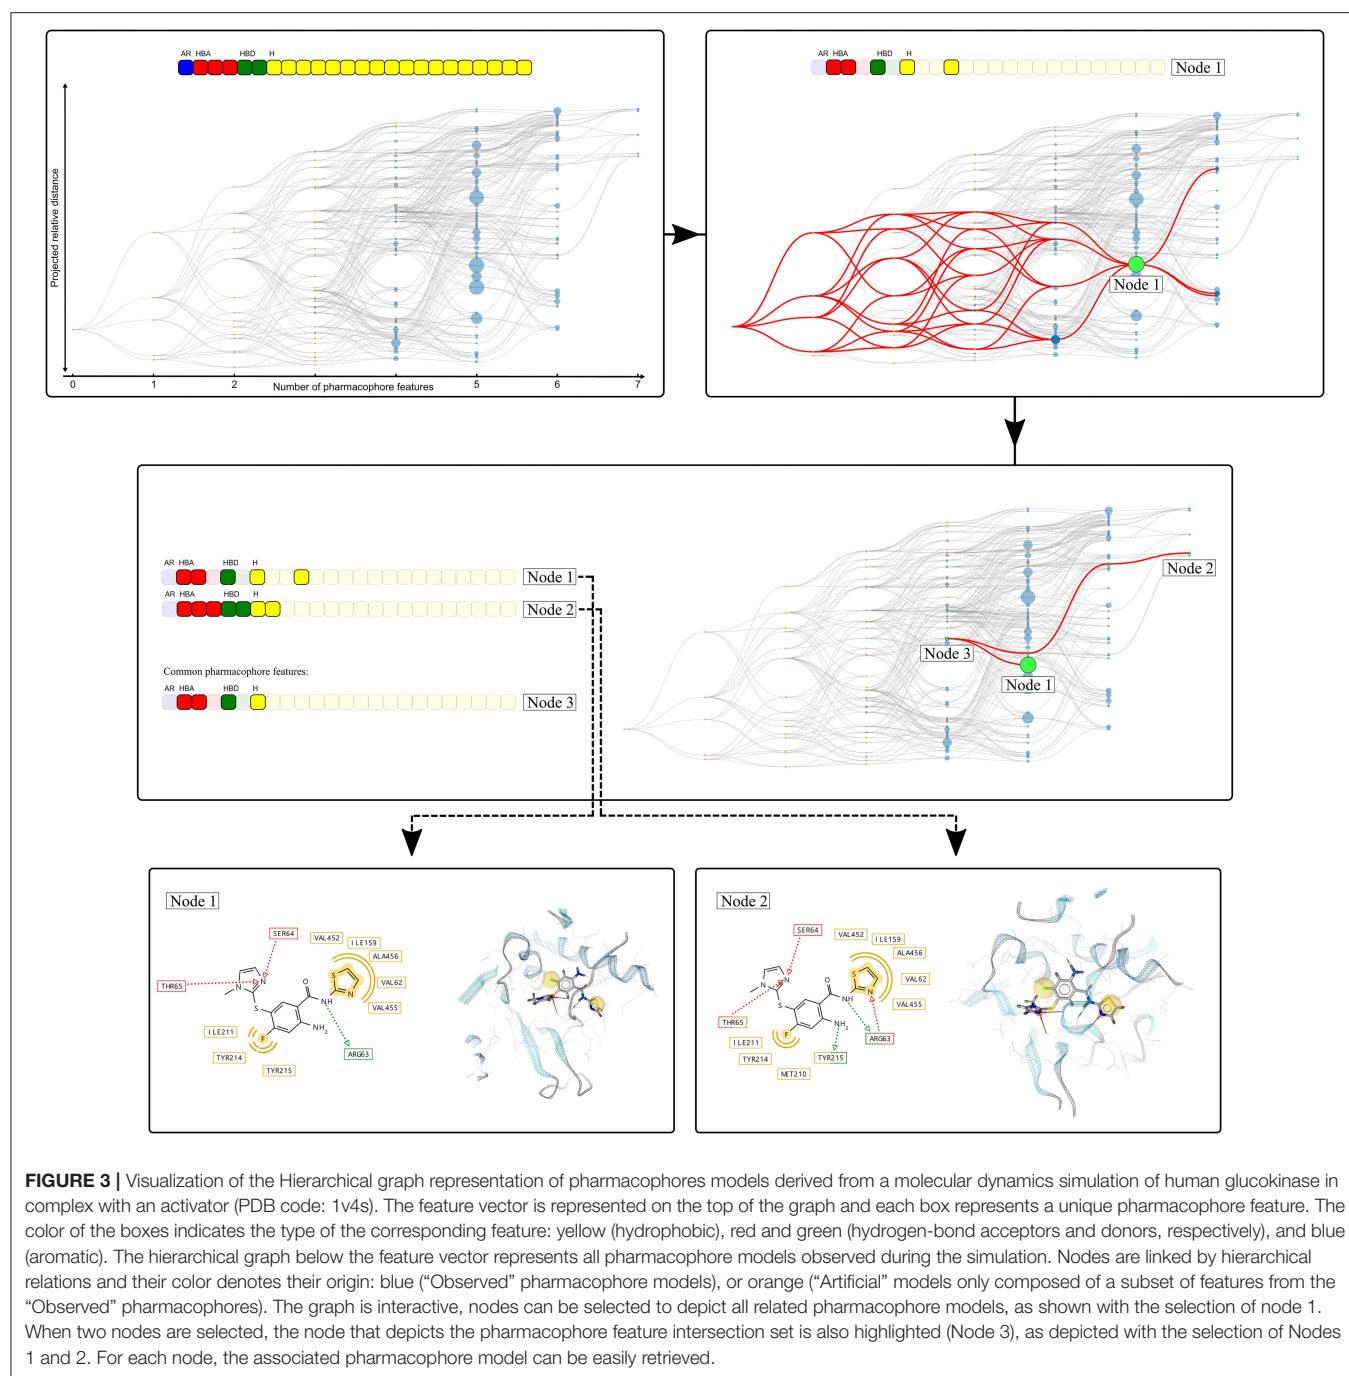 AR HBA HBD H
Projected relative distance
0 1 2 Number of pharmacophore features 5 6 7
AR HBA HBD H
Node 1
Node 1
AR HBA HBD H
Node 1
AR HBA HBD H
Node 2
Common pharmacophore features:
AR HBA HBD H
Node 3
Node 2
Node 3
Node 1
Node 1
SER64
VAL452
ILE159
ALA456
THR65
VAL62
VAL455
N
N
S
O
NH
S
N
NH2
F
ILE211
TYR214
TYR215
ARG63
Node 2
SER64
VAL452
ILE159
ALA456
VAL62
VAL455
THR65
N
N
S
O
NH
S
N
NH2
F
ILE211
TYR214
MET210
TYR215
ARG63
FIGURE 3 | Visualization of the Hierarchical graph representation of pharmacophores models derived from a molecular dynamics simulation of human glucokinase in
complex with an activator (PDB code: 1v4s). The feature vector is represented on the top of the graph and each box represents a unique pharmacophore feature. The
color of the boxes indicates the type of the corresponding feature: yellow (hydrophobic), red and green (hydrogen-bond acceptors and donors, respectively), and blue
(aromatic). The hierarchical graph below the feature vector represents all pharmacophore models observed during the simulation. Nodes are linked by hierarchical
relations and their color denotes their origin: blue (“Observed” pharmacophore models), or orange (“Artificial” models only composed of a subset of features from the
“Observed” pharmacophores). The graph is interactive, nodes can be selected to depict all related pharmacophore models, as shown with the selection of node 1.
When two nodes are selected, the node that depicts the pharmacophore feature intersection set is also highlighted (Node 3), as depicted with the selection of Nodes
1 and 2. For each node, the associated pharmacophore model can be easily retrieved.